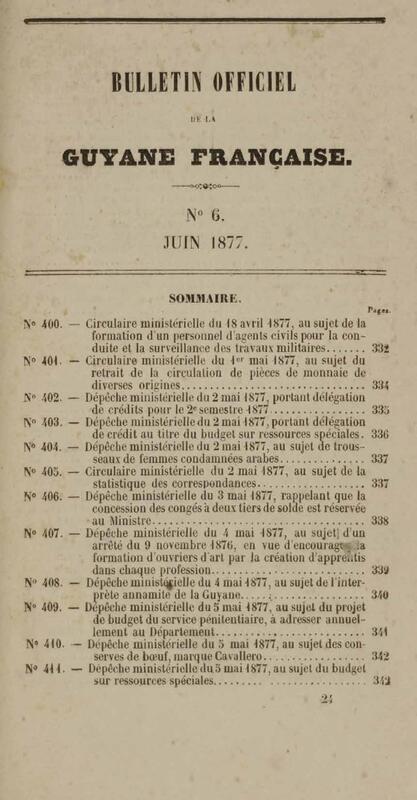 BULLETIN OFFICIEL
DE LA
GUYANE FRANÇAISE.
N° 6.
JUIN 1877.
SOMMAIRE.
Pages.
N° 400. — Circulaire ministérielle du 18 avril 1877, au sujet de la
formation d'un personnel d'agents civils pour la con-
duite et la surveillance des travaux militaires....... 332
N° 401. — Circulaire ministérielle du 1er mai 1877, au sujet du
retrait de la circulation de pièces de monnaie de
diverses origines.................................. 334
N° 402. — Dépêche ministérielle du 2 mai 1877, portant délégation
de crédits pour le 2e semestre 1877 ................ 335
N° 403. — Dépêche ministérielle du 2 mai 1877, portant délégation
de crédit au titre du budget sur ressources spéciales. 336
N° 404. — Dépêche ministérielle du 2 mai 1877, au sujet de trous-
seaux de femmes condamnées arabes............... 337
N° 405. — Circulaire ministérielle du 2 mai 1877, au sujet de la
statistique des correspondances.................... 337
N° 406. — Dépêche ministérielle du 3 mai 1877, rappelant que la
concession des congés à deux tiers de solde est réservée
au Ministre....................................... 338
N° 407. — Dépêche ministérielle du 4 mai 1877, au sujet d'un
arrêté du 9 novembre 1876, en vue d'encourager la
formation d'ouvriers d'art par la création d'apprentis
dans chaque profession............................ 339
N° 408. — Dépêche ministérielle du 4 mai 1877, au sujet de l'inter-
prète annamite de la Guyane....................... 340
N° 409. — Dépêche ministérielle du 5 mai 1877, au sujet du projet
de budget du service pénitentiaire, à adresser annuel-
lement au Département............................ 341
N° 410. — Dépêche ministérielle du 5 mai 1877, au sujet des con-
serves de bœuf, marque Cavallero.................. 342
N° 411. — Dépêche ministérielle du 5 mai 1877, au sujet du budget
sur ressources spéciales........................... 342
24